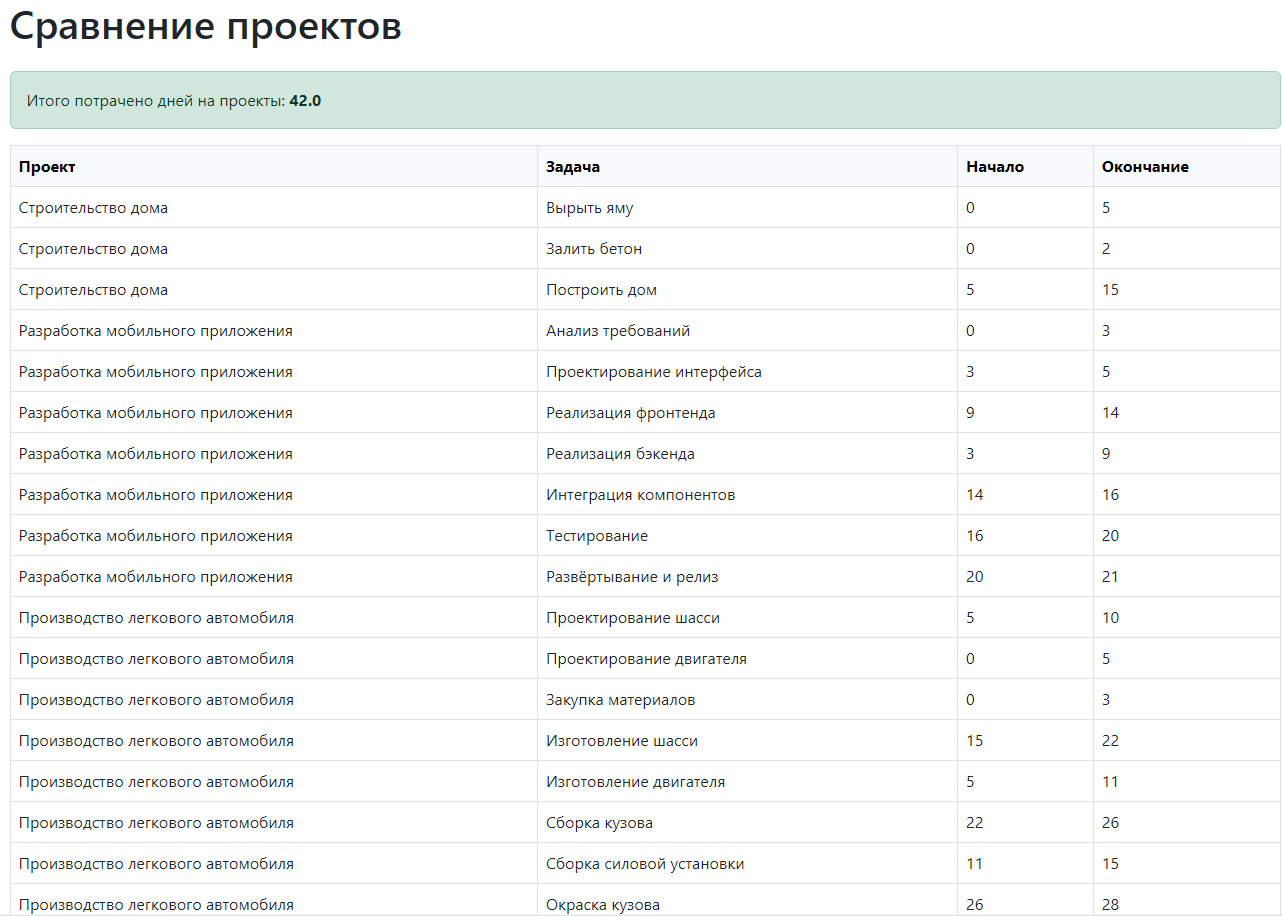 Сравнение проектов
Итого потрачено дней на проекты: 42.0
Проект Задача Начало Окончание
Строительство дома Вырыть яму 0 5
Строительство дома Залить бетон 0 2
Строительство дома Построить дом 5 15
Разработка мобильного приложения Анализ требований 0 3
Разработка мобильного приложения Проектирование интерфейса 3 5
Разработка мобильного приложения Реализация фронтенда 9 14
Разработка мобильного приложения Реализация бэкенда 3 9
Разработка мобильного приложения Интеграция компонентов 14 16
Разработка мобильного приложения Тестирование 16 20
Разработка мобильного приложения Развёртывание и релиз 20 21
Производство легкового автомобиля Проектирование шасси 5 10
Производство легкового автомобиля Проектирование двигателя 0 5
Производство легкового автомобиля Закупка материалов 0 3
Производство легкового автомобиля Изготовление шасси 15 22
Производство легкового автомобиля Изготовление двигателя 5 11
Производство легкового автомобиля Сборка кузова 22 26
Производство легкового автомобиля Сборка силовой установки 11 15
Производство легкового автомобиля Окраска кузова 26 28